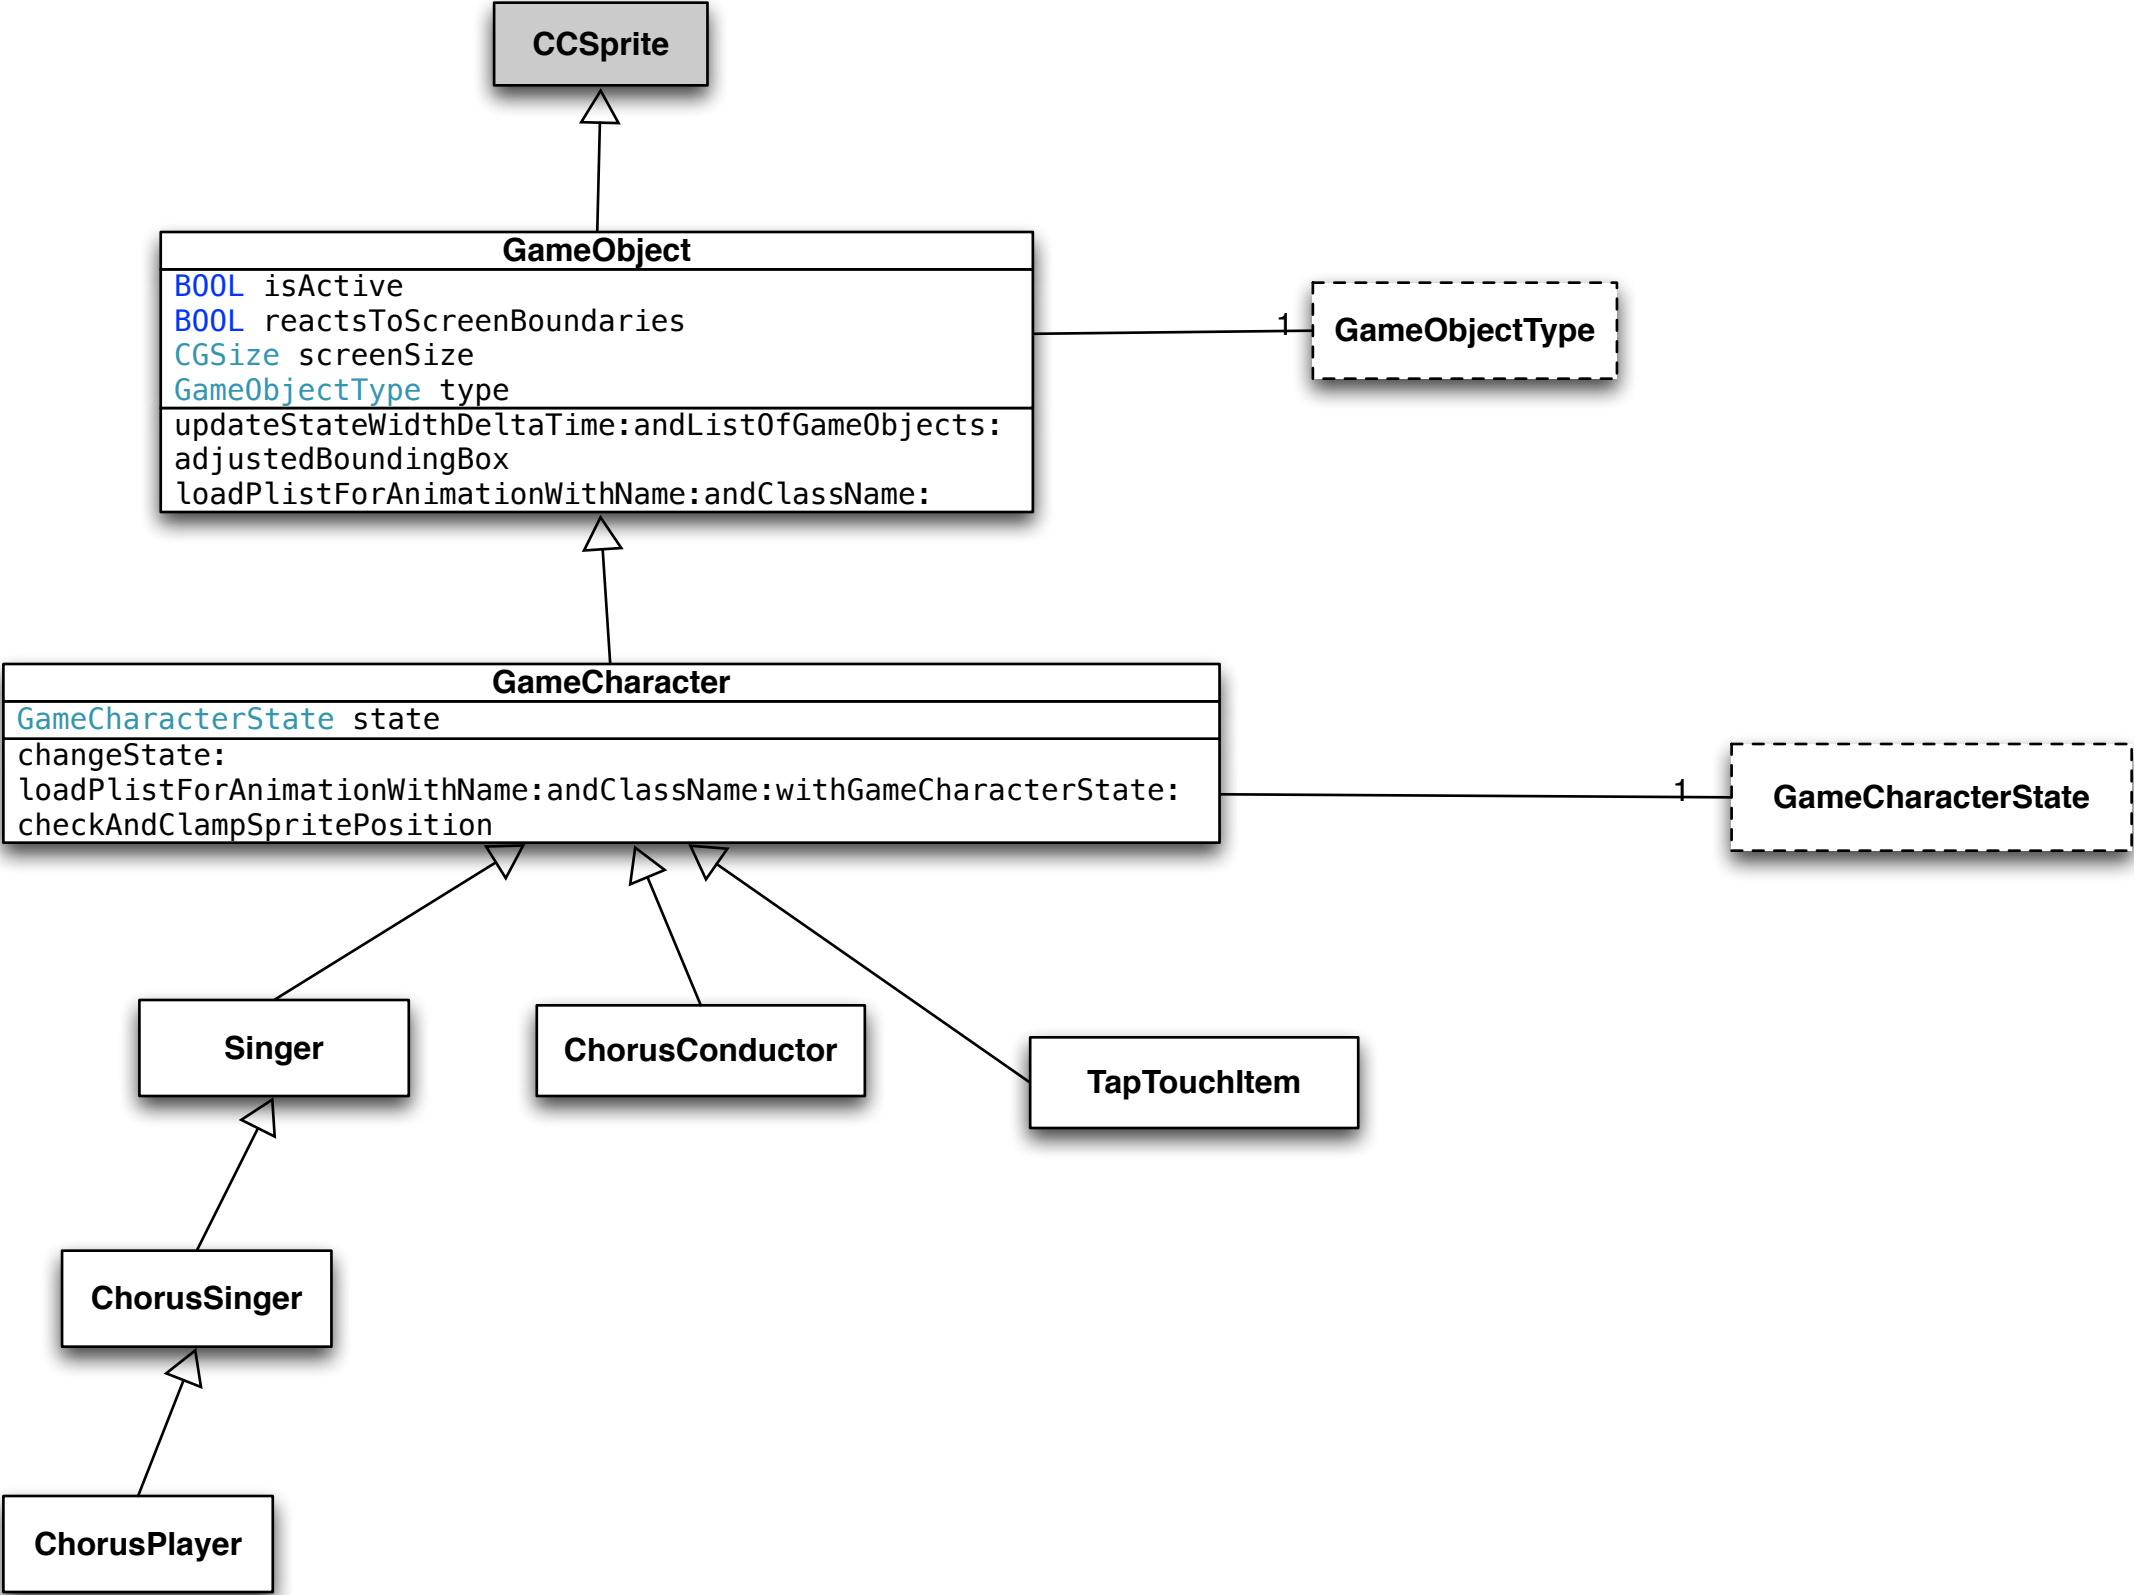 CCSprite
GameObject
BOOL isActive
BOOL reactsToScreenBoundaries
CGSize screenSize
GameObjectType type
updateStateWidthDeltaTime:andListOfGameObjects:
adjustedBoundingBox
loadPlistForAnimationWithName:andClassName:
1
GameObjectType
GameCharacter
GameCharacterState state
changeState:
loadPlistForAnimationWithName:andClassName:withGameCharacterState:
checkAndClampSpritePosition
1
GameCharacterState
Singer
ChorusConductor
TapTouchItem
ChorusSinger
ChorusPlayer